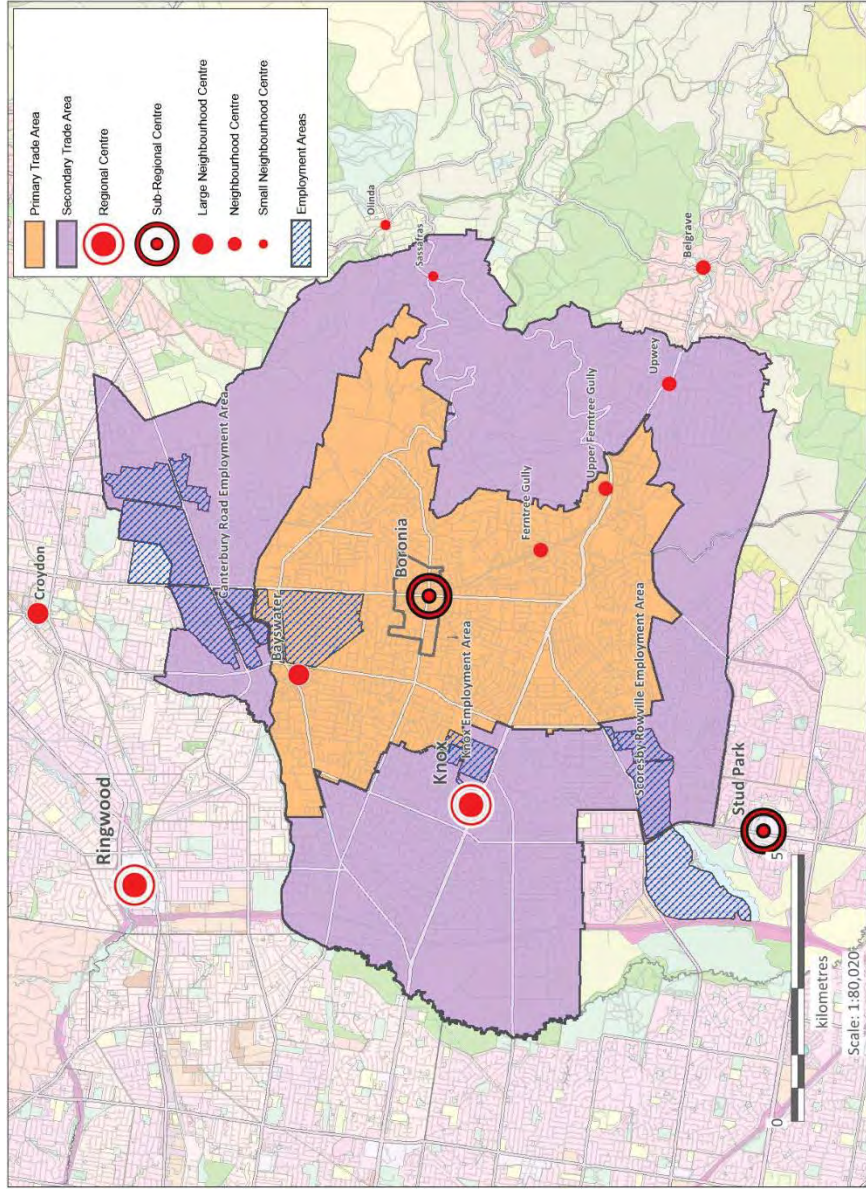 Primary Trade Area
Secondary Trade Area
Regional Centre
Sub-Regional Centre
Large Neighbourhood Centre
Neighbourhood Centre
Small Neighbourhood Centre
Employment Areas
Croydon
Ringwood
Canterbury Road Employment Area
Bayswater
Olinda
Sassafras
Boronia
Knox
Knox Employment Area
Ferntree Gully
Upper Ferntree Gully
Upwey
Belgrave
Scoresby Rowville Employment Area
Stud Park
0
5
kilometres
Scale: 1:80,020